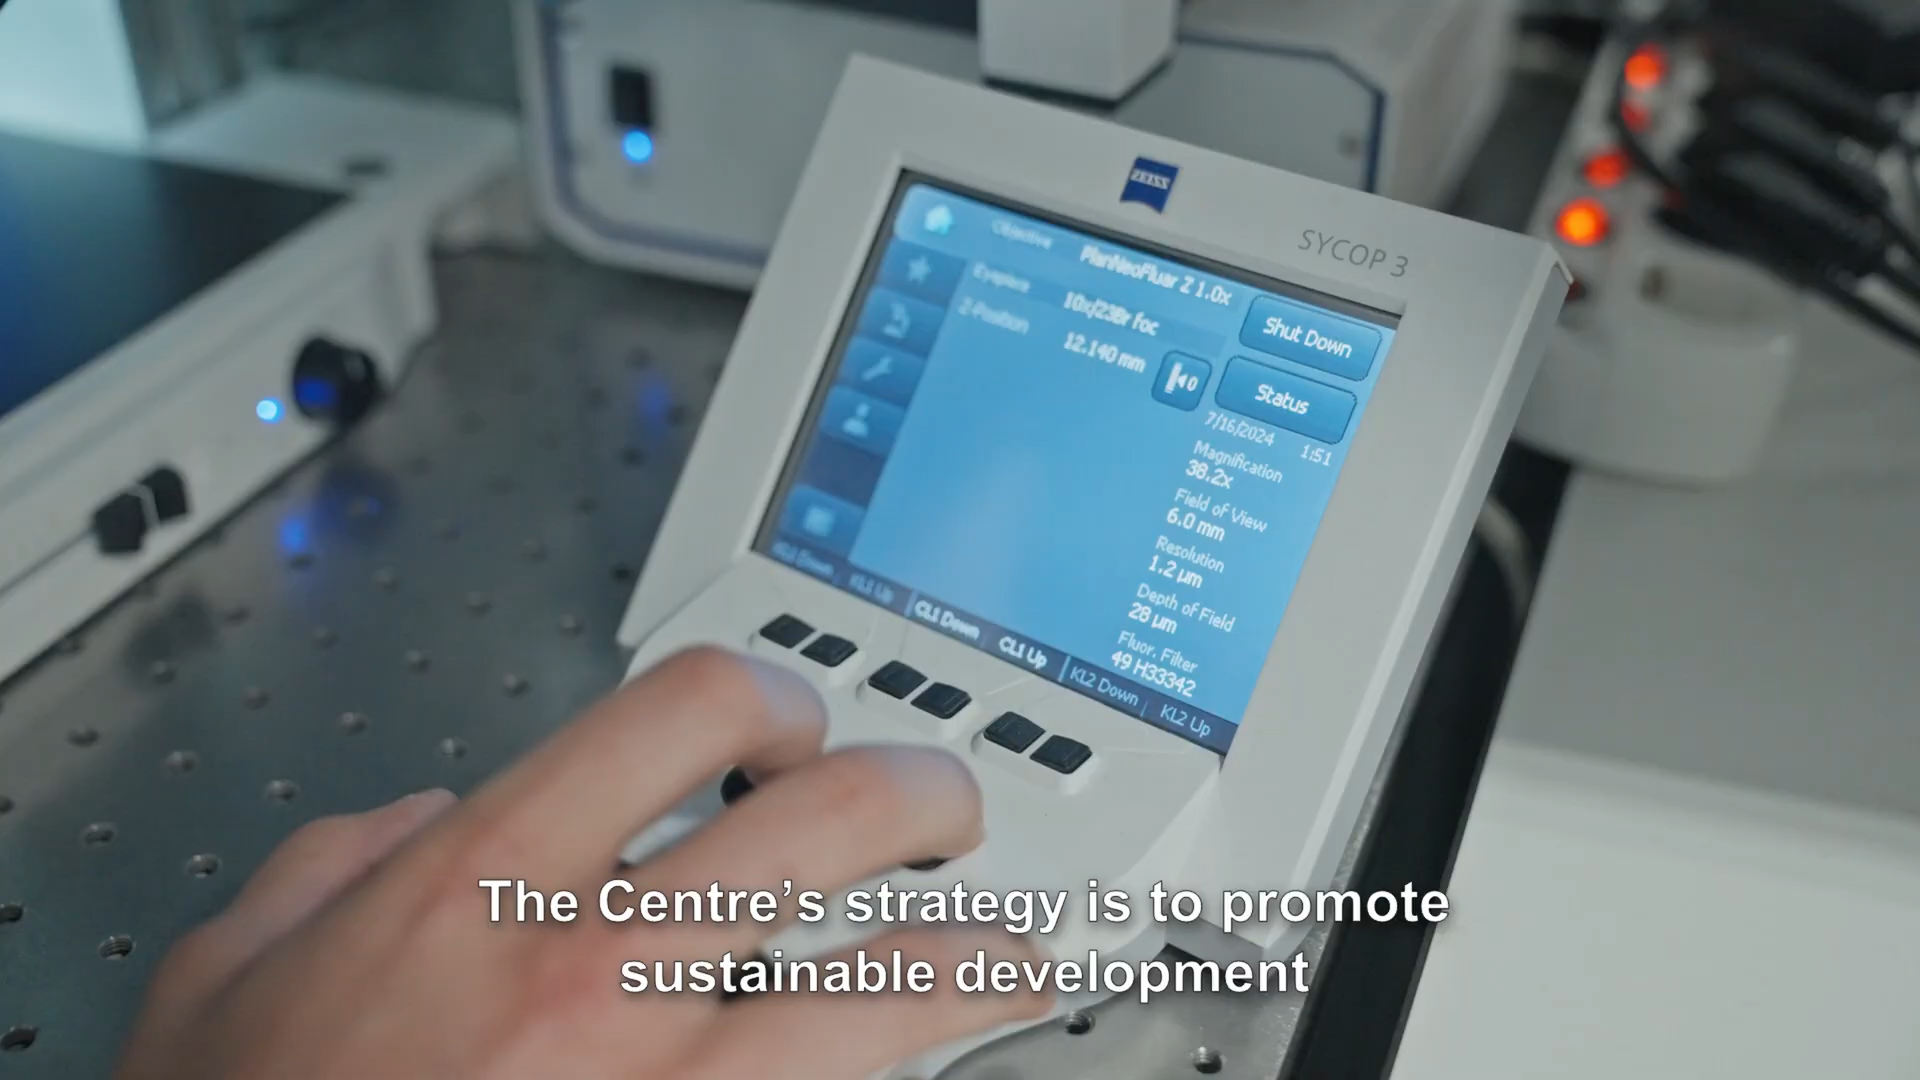 ZEISS
SYCOP 3
Objective PlanNeoFluar Z 1.0x
Eyepiece 10x/23Br foc
Z-Position 12.140 mm
Shut Down
Status
7/16/2024 1:51
Magnification
38.2x
Field of View
6.0 mm
Resolution
1.2 µm
Depth of Field
28 µm
Fluor. Filter
49 H33342
KL1 Down KL1 Up CL1 Down CL1 Up KL2 Down KL2 Up
The Centre’s strategy is to promote
sustainable development